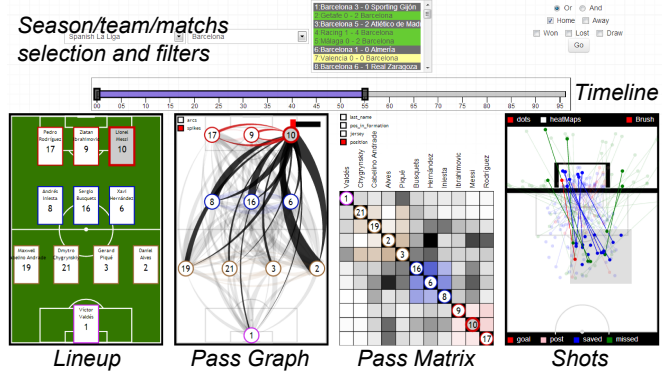 Season/team/matchs
selection and filters
Spanish La Liga
Barcelona
1:Barcelona 3 - 0 Sporting Gijón
2:Getafe 0 - 2 Barcelona
3:Barcelona 5 - 2 Atlético de Mad
4:Racing 1 - 4 Barcelona
5:Málaga 0 - 2 Barcelona
6:Barcelona 1 - 0 Almería
7:Valencia 0 - 0 Barcelona
8:Barcelona 6 - 1 Real Zaragoza
Or And
Home Away
Won Lost Draw
Go
Timeline
00 05 10 15 20 25 30 35 40 45 50 55 60 65 70 75 80 85 90 95
Pedro
Rodríguez
17
Zlatan
Ibrahimovic
9
Lionel
Messi
10
Andrés
Iniesta
8
Sergio
Busquets
16
Xavi
Hernández
6
Maxwell
abelino Andrade
19
Dmytro
Chygrynskiy
21
Gerard
Piqué
3
Daniel
Alves
2
Víctor
Valdés
1
Lineup
arcs
spikes
17 9 10
8 16 6
19 21 3 2
1
Pass Graph
last_name
pos_in_formation
jersey
position
Valdés
Chygrynskiy
Cabelino Andrade
Alves
Piqué
Busquets
Hernández
Iniesta
Ibrahimovic
Messi
Rodríguez
1
21
19
2
3
16
6
8
9
10
17
Pass Matrix
dots heatMaps Brush
goal post saved missed
Shots